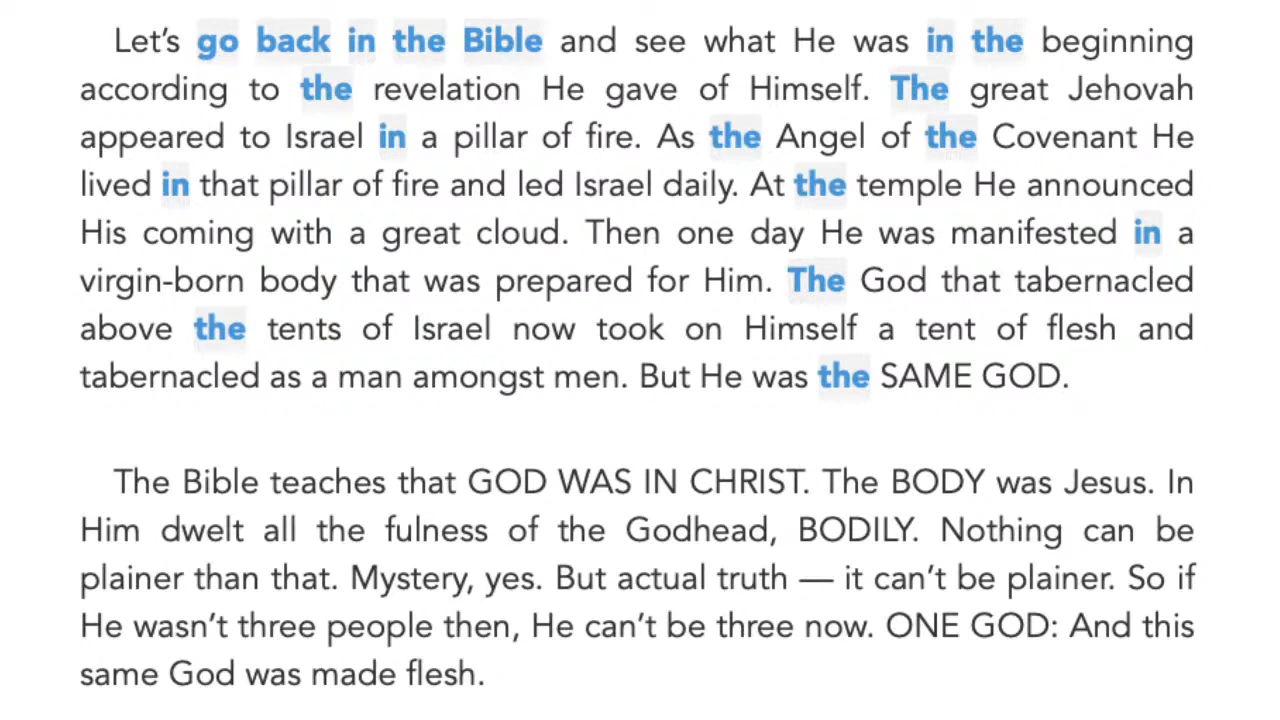 Let’s go back in the Bible and see what He was in the beginning
according to the revelation He gave of Himself. The great Jehovah
appeared to Israel in a pillar of fire. As the Angel of the Covenant He
lived in that pillar of fire and led Israel daily. At the temple He announced
His coming with a great cloud. Then one day He was manifested in a
virgin-born body that was prepared for Him. The God that tabernacled
above the tents of Israel now took on Himself a tent of flesh and
tabernacled as a man amongst men. But He was the SAME GOD.
The Bible teaches that GOD WAS IN CHRIST. The BODY was Jesus. In
Him dwelt all the fulness of the Godhead, BODILY. Nothing can be
plainer than that. Mystery, yes. But actual truth — it can’t be plainer. So if
He wasn’t three people then, He can’t be three now. ONE GOD: And this
same God was made flesh.